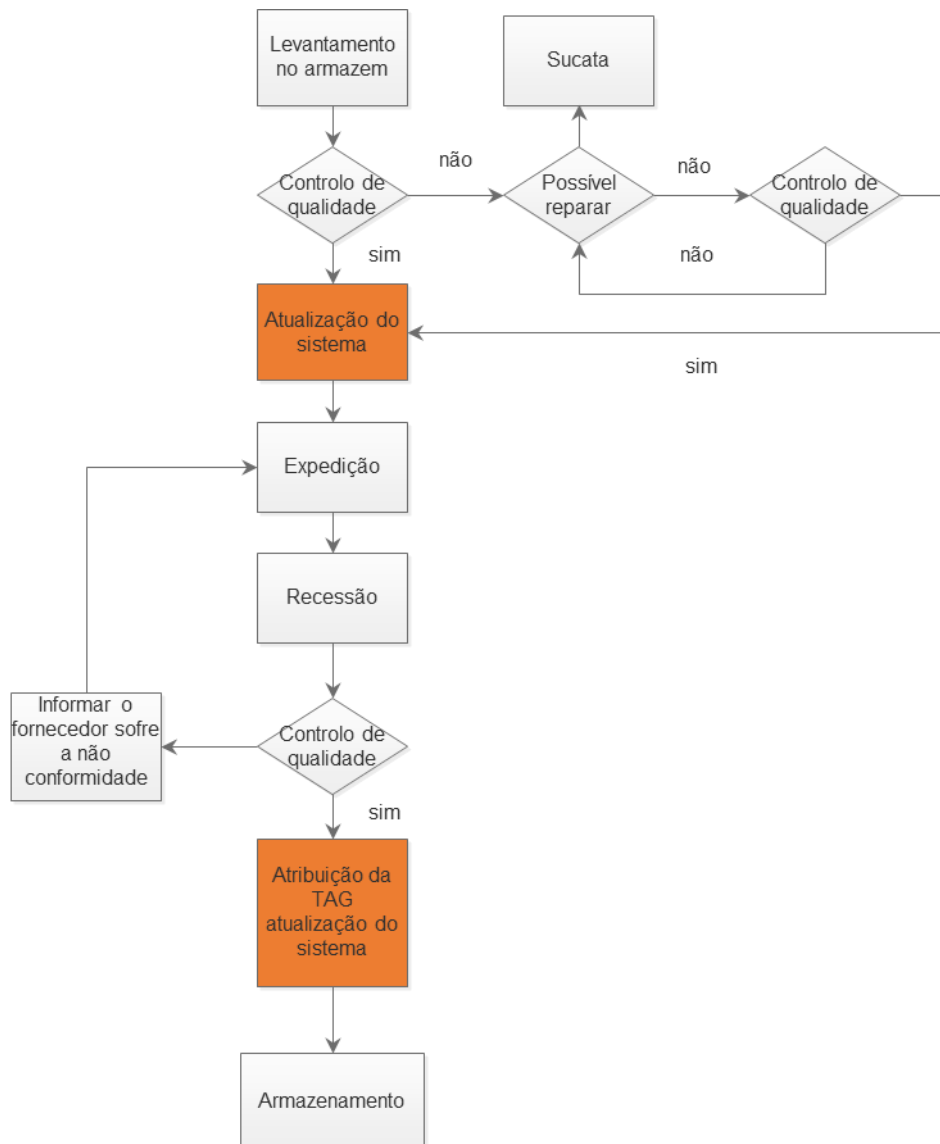 Levantamento
no armazem
Sucata
Controlo de
qualidade
não
Possível
reparar
não
Controlo de
qualidade
sim
não
Atualização do
sistema
sim
Expedição
Recessão
Informar o
fornecedor sofre
a não
conformidade
Controlo de
qualidade
sim
Atribuição da
TAG
atualização do
sistema
Armazenamento